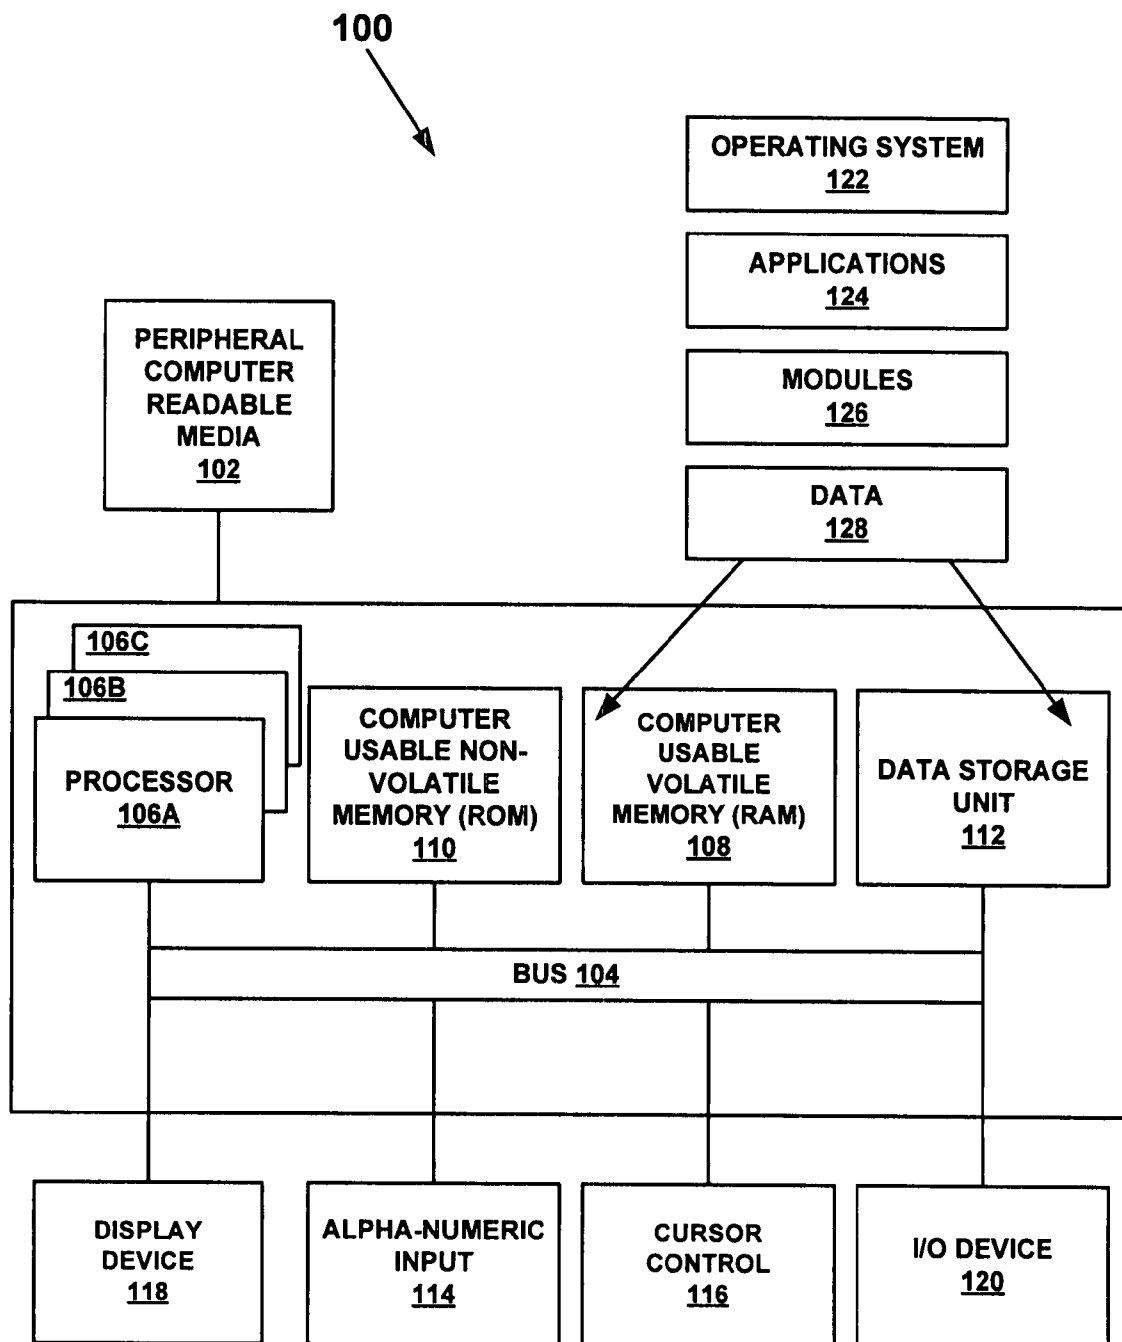 100
OPERATING SYSTEM
122
APPLICATIONS
124
MODULES
126
DATA
128
PERIPHERAL
COMPUTER
READABLE
MEDIA
102
106C
106B
PROCESSOR
106A
COMPUTER
USABLE NON-
VOLATILE
MEMORY (ROM)
110
COMPUTER
USABLE
VOLATILE
MEMORY (RAM)
108
DATA STORAGE
UNIT
112
BUS 104
DISPLAY
DEVICE
118
ALPHA-NUMERIC
INPUT
114
CURSOR
CONTROL
116
I/O DEVICE
120